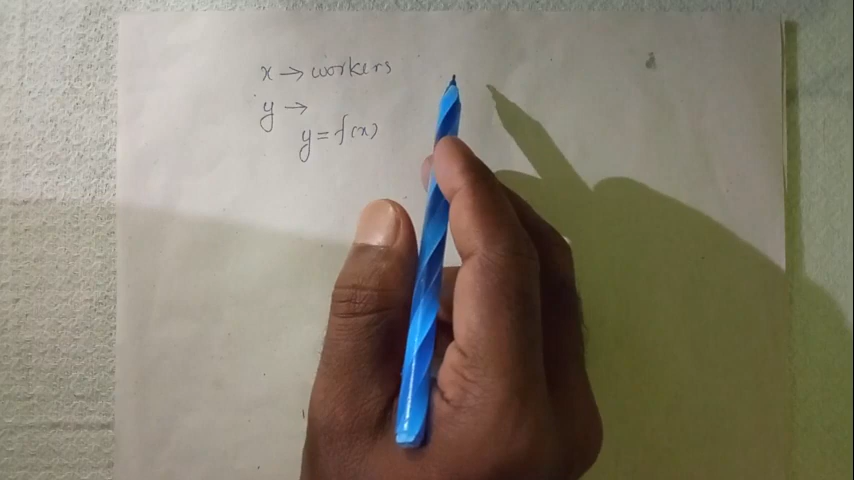 x → workers
y →
y = f(x)